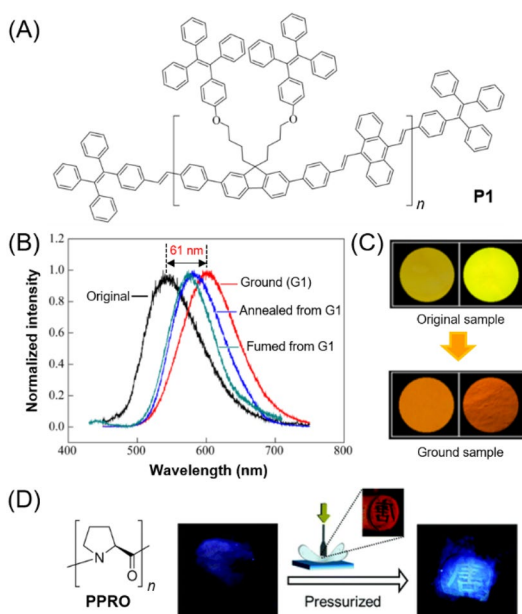 (A)
O
O
n
P1
(B)
(C)
61 nm
Original
Ground (G1)
Annealed from G1
Fumed from G1
Normalized intensity
1.0
0.8
0.6
0.4
0.2
0.0
400 500 600 700 800
Wavelength (nm)
Original sample
Ground sample
(D)
N
O
n
PPRO
Pressurized